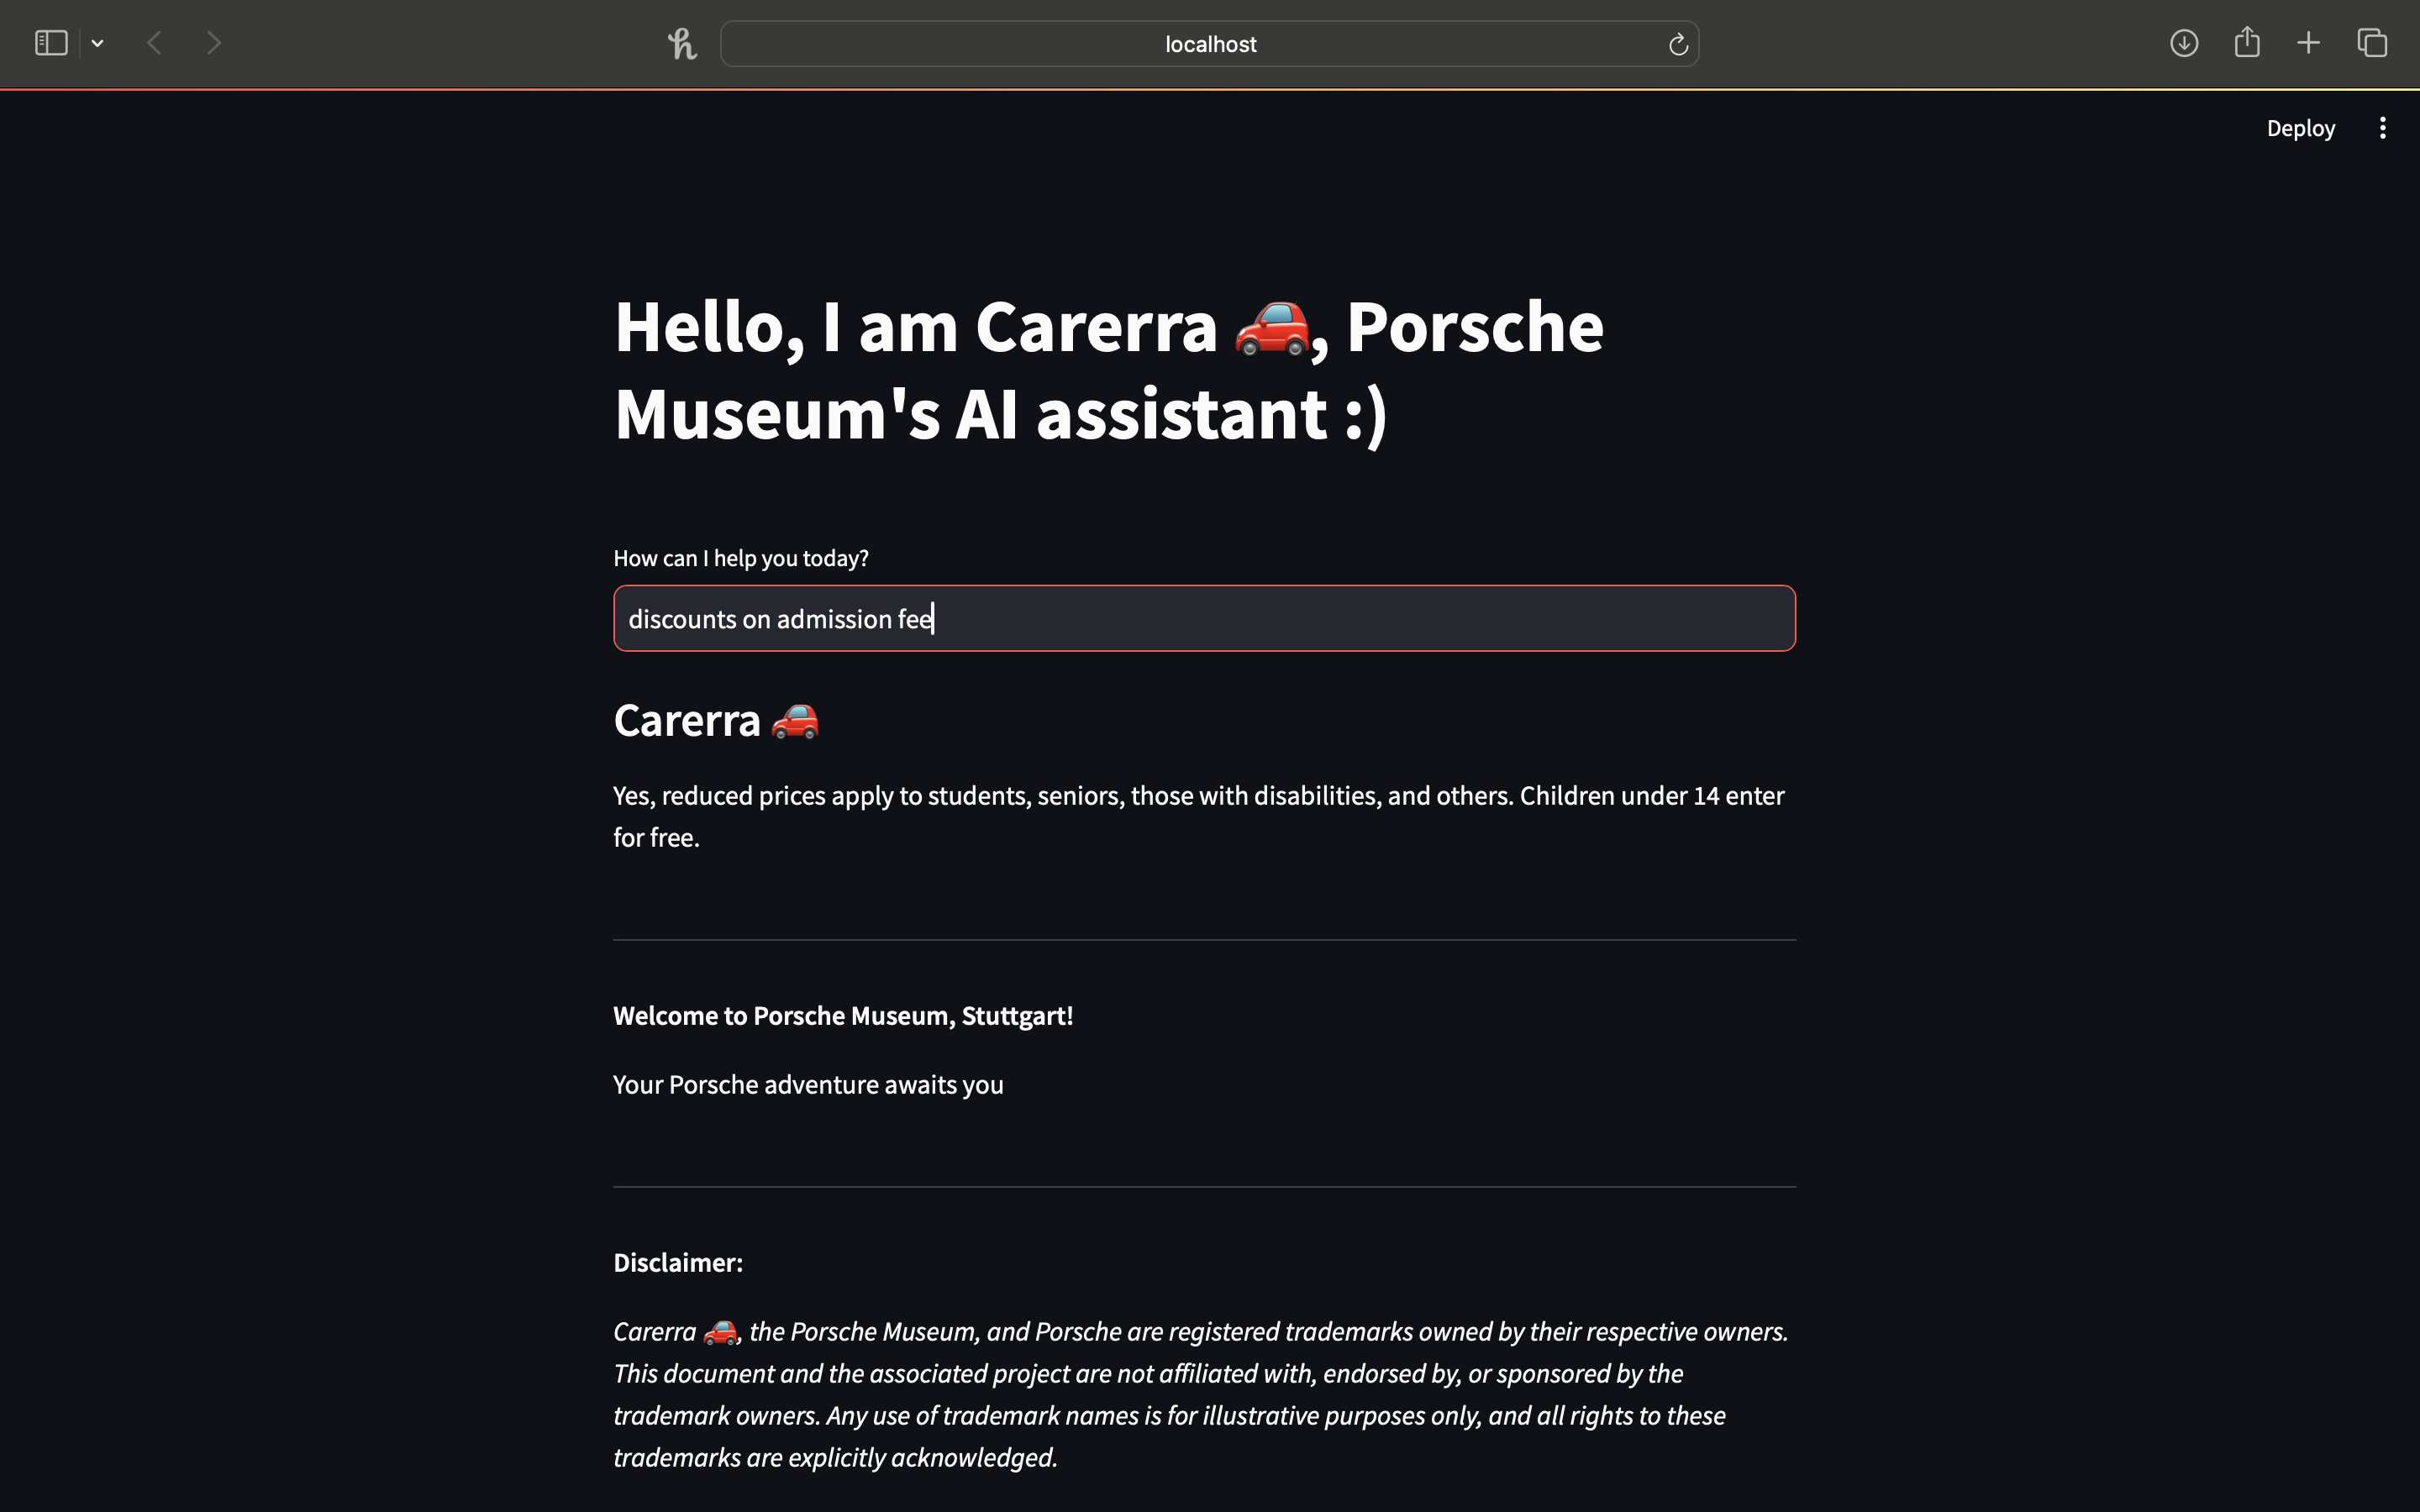 localhost
Deploy
Hello, I am Carerra 🚗, Porsche
Museum's AI assistant :)
How can I help you today?
discounts on admission fee
Carerra 🚗
Yes, reduced prices apply to students, seniors, those with disabilities, and others. Children under 14 enter
for free.
Welcome to Porsche Museum, Stuttgart!
Your Porsche adventure awaits you
Disclaimer:
Carerra 🚗, the Porsche Museum, and Porsche are registered trademarks owned by their respective owners.
This document and the associated project are not affiliated with, endorsed by, or sponsored by the
trademark owners. Any use of trademark names is for illustrative purposes only, and all rights to these
trademarks are explicitly acknowledged.